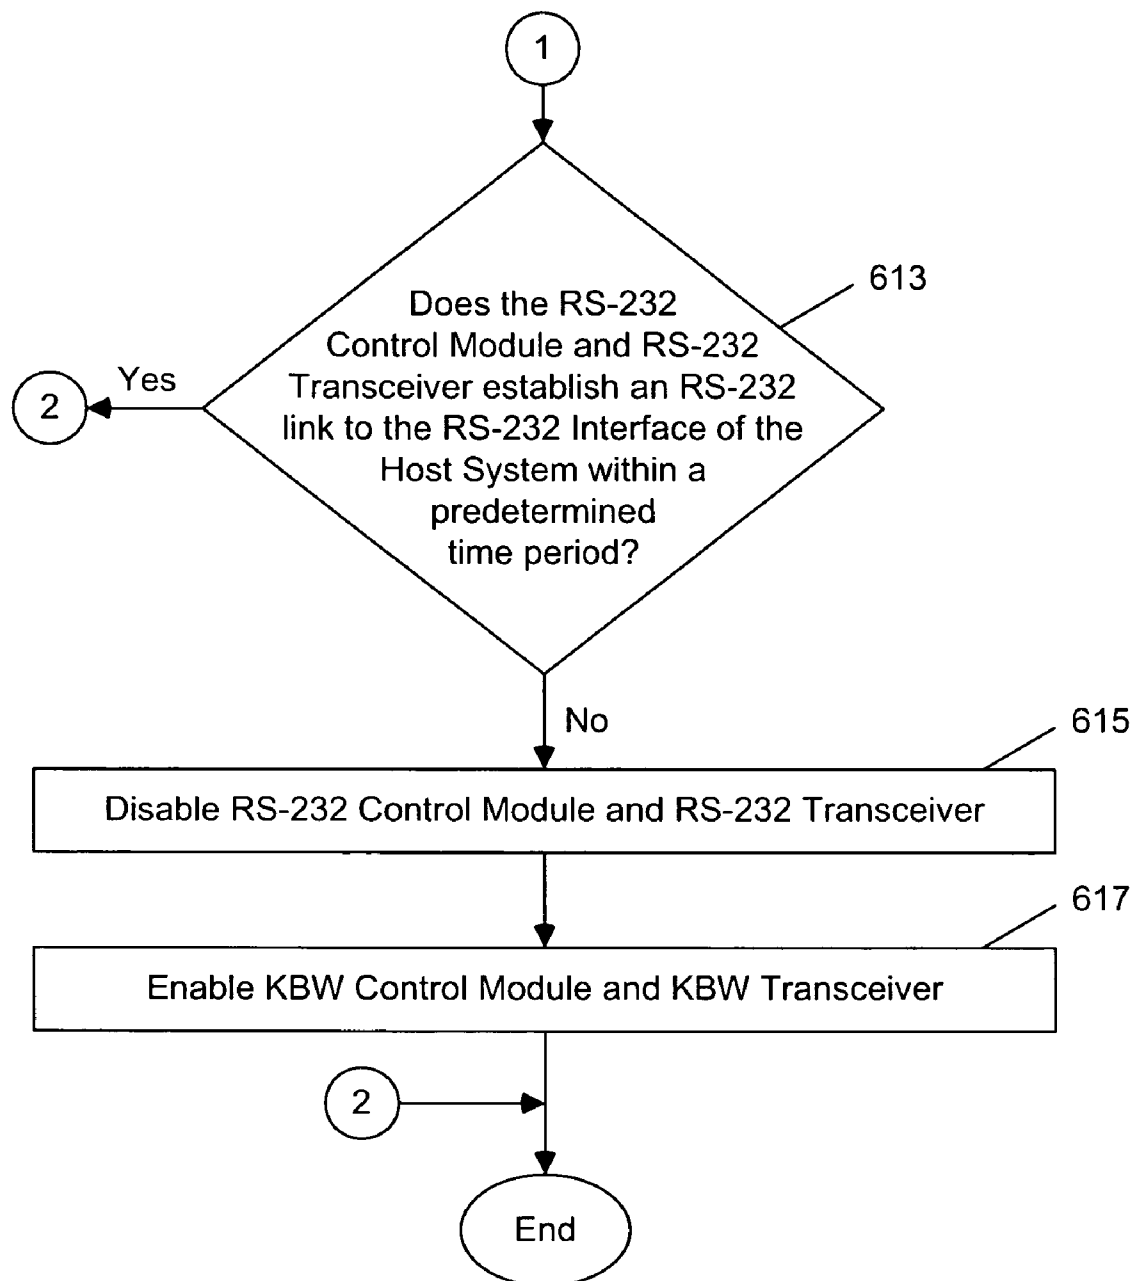 1
613
Does the RS-232
Control Module and RS-232
Transceiver establish an RS-232
link to the RS-232 Interface of the
Host System within a
predetermined
time period?
Yes
2
No
615
Disable RS-232 Control Module and RS-232 Transceiver
617
Enable KBW Control Module and KBW Transceiver
2
End